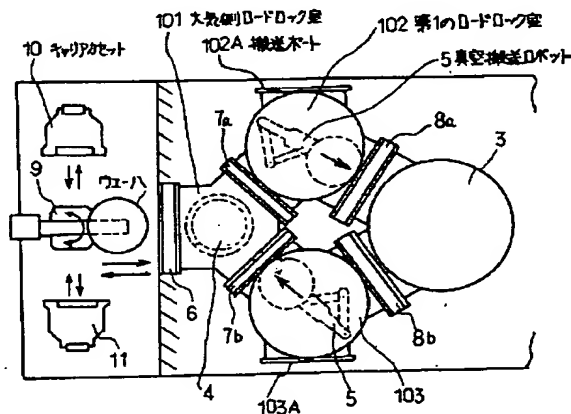 101 大気側ロードロック室
102 第1のロードロック室
10 キャリアカセット
102A 搬送ポート
5 真空搬送ロボット
7a
8a
3
9
ウェーハ
6
7b
8b
11
4
5
103
103A